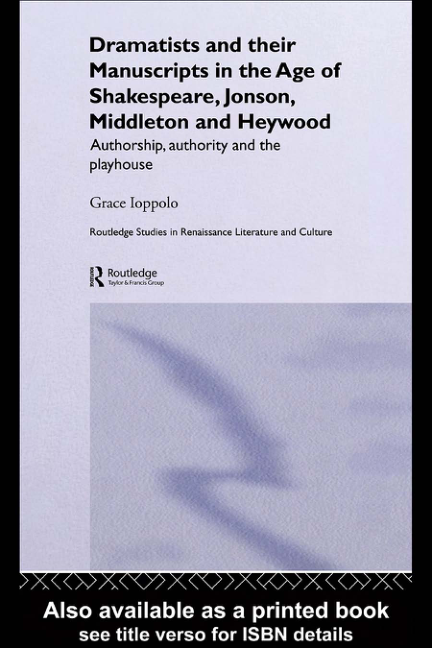 Dramatists and their
Manuscripts in the Age of
Shakespeare, Jonson,
Middleton and Heywood
Authorship, authority and the
playhouse
Grace Ioppolo
Routledge Studies in Renaissance Literature and Culture
Routledge
Routledge
Taylor & Francis Group
Also available as a printed book
see title verso for ISBN details